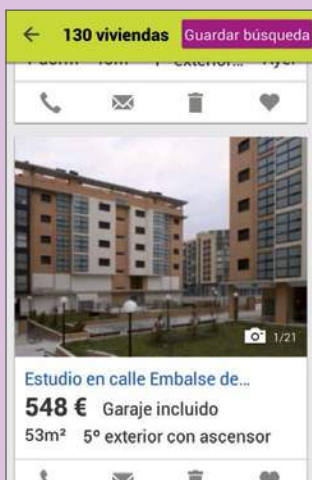 130 viviendas Guardar búsqueda
1/21
Estudio en calle Embalse de...
548 € Garaje incluido
53m² 5º exterior con ascensor